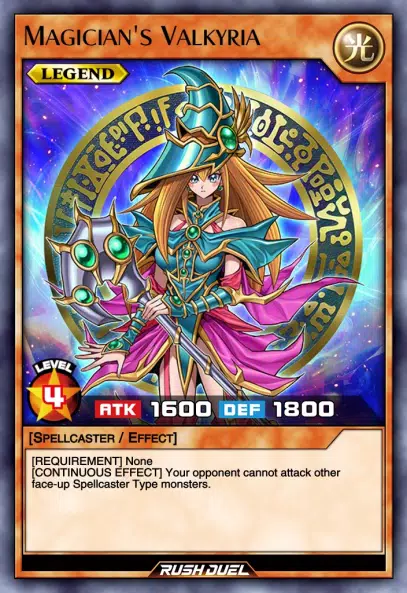 Magician's Valkyria
光
LEGEND
LEVEL
4
ATK 1600 DEF 1800
[Spellcaster / Effect]
[REQUIREMENT] None
[CONTINUOUS EFFECT] Your opponent cannot attack other
face-up Spellcaster Type monsters.
RUSH DUEL